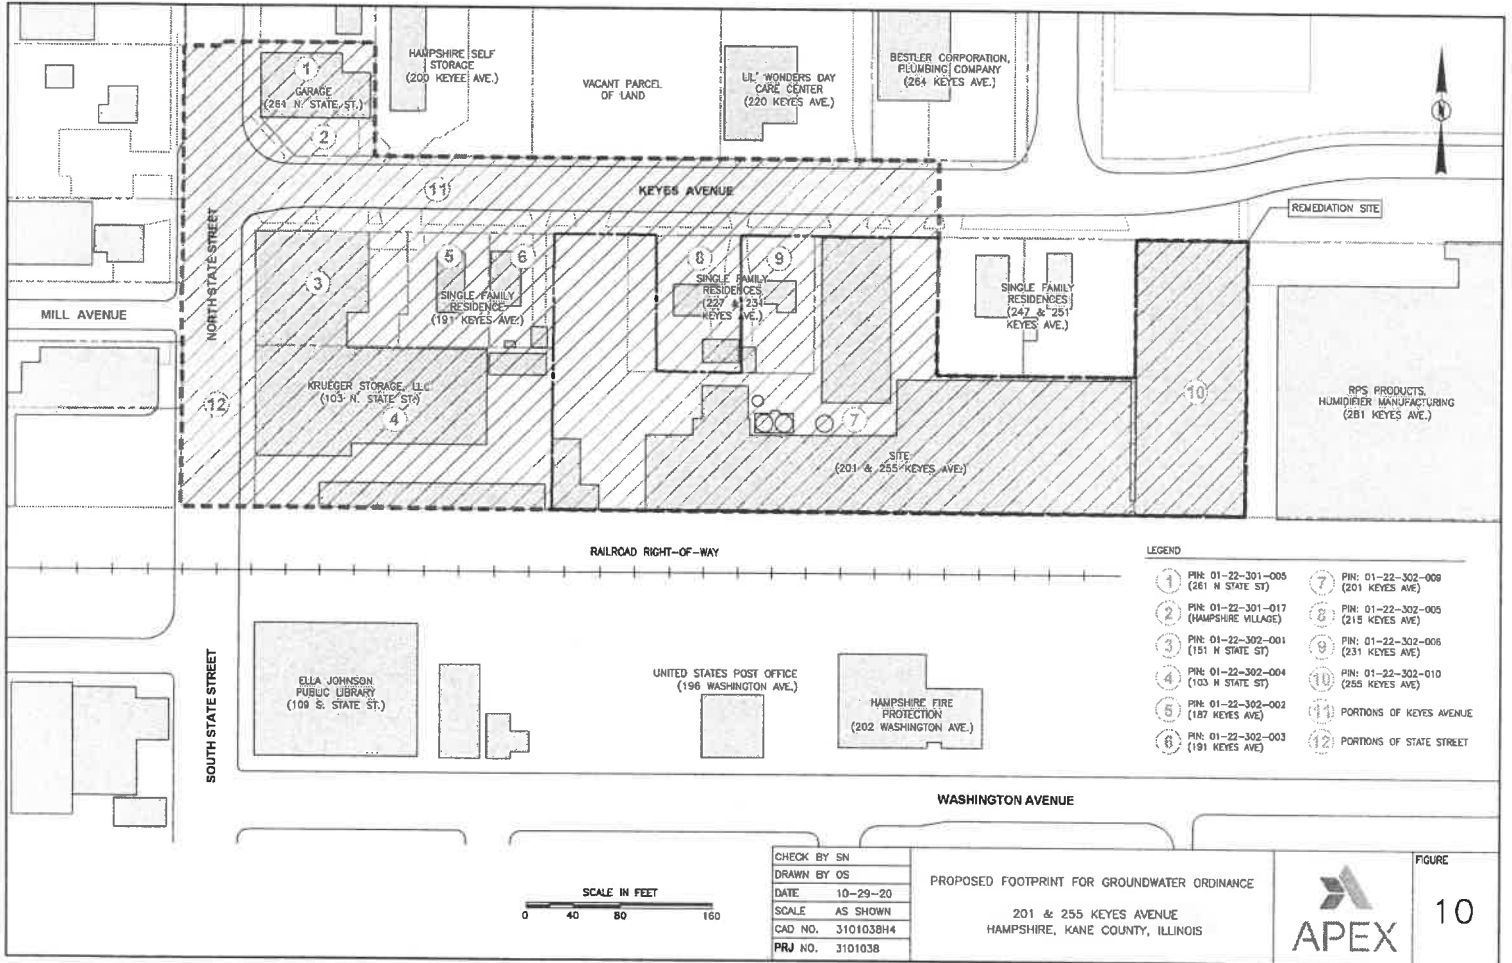 1
GARAGE
(261 N. STATE ST.)
2
HAMPSHIRE SELF
STORAGE
(200 KEYEE AVE.)
VACANT PARCEL
OF LAND
LIL' WONDERS DAY
CARE CENTER
(220 KEYES AVE.)
BESTLER CORPORATION,
PLUMBING COMPANY
(264 KEYES AVE.)
N
11
KEYES AVENUE
REMEDIATION SITE
NORTH STATE STREET
MILL AVENUE
3
5
6
SINGLE FAMILY
RESIDENCE
(191 KEYES AVE.)
8
9
SINGLE FAMILY
RESIDENCES
(227 & 231
KEYES AVE.)
SINGLE FAMILY
RESIDENCES
(247 & 251
KEYES AVE.)
KRUEGER STORAGE, LLC
(103 N. STATE ST.)
4
12
7
10
SITE
(201 & 255 KEYES AVE.)
RPS PRODUCTS,
HUMIDIFIER MANUFACTURING
(281 KEYES AVE.)
RAILROAD RIGHT-OF-WAY
SOUTH STATE STREET
ELLA JOHNSON
PUBLIC LIBRARY
(109 S. STATE ST.)
UNITED STATES POST OFFICE
(196 WASHINGTON AVE.)
HAMPSHIRE FIRE
PROTECTION
(202 WASHINGTON AVE.)
LEGEND
1 PIN: 01-22-301-005
(261 N STATE ST)
2 PIN: 01-22-301-017
(HAMPSHIRE VILLAGE)
3 PIN: 01-22-302-001
(151 N STATE ST)
4 PIN: 01-22-302-004
(103 N STATE ST)
5 PIN: 01-22-302-002
(187 KEYES AVE)
6 PIN: 01-22-302-003
(191 KEYES AVE)
7 PIN: 01-22-302-009
(201 KEYES AVE)
8 PIN: 01-22-302-005
(215 KEYES AVE)
9 PIN: 01-22-302-006
(231 KEYES AVE)
10 PIN: 01-22-302-010
(255 KEYES AVE)
11 PORTIONS OF KEYES AVENUE
12 PORTIONS OF STATE STREET
WASHINGTON AVENUE
SCALE IN FEET
0 40 80 160
CHECK BY SN
DRAWN BY OS
DATE 10-29-20
SCALE AS SHOWN
CAD NO. 3101038H4
PRJ NO. 3101038
PROPOSED FOOTPRINT FOR GROUNDWATER ORDINANCE
201 & 255 KEYES AVENUE
HAMPSHIRE, KANE COUNTY, ILLINOIS
APEX
FIGURE
10